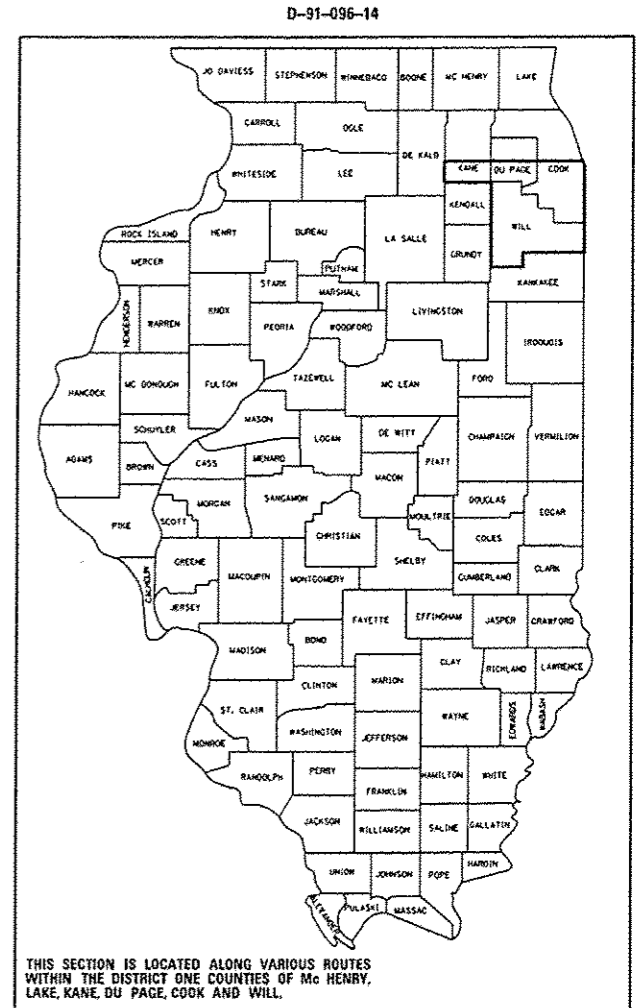 D-91-096-14
JO DAVIESS STEPHENSON WINNEBAGO BOONE MC HENRY LAKE
CARROLL OGLE
DE KALB KANE DU PAGE COOK
WHITESIDE LEE
KENDALL
ROCK ISLAND HENRY BUREAU LA SALLE WILL
MERCER PUTNAM GRUNDY
STARK KANKAKEE
HENDERSON WARREN KNOX MARSHALL LIVINGSTON
PEORIA WOODFORD IROQUOIS
HANCOCK MC DONOUGH FULTON TAZEWELL MC LEAN FORD
MASON
SCHUYLER LOGAN DE WITT CHAMPAIGN VERMILION
ADAMS BROWN CASS MENARD MACON PIATT
MORGAN SANGAMON DOUGLAS EDGAR
PIKE SCOTT CHRISTIAN MOULTRIE
COLES
GREENE SHELBY
CALHOUN MACOUPIN MONTGOMERY CUMBERLAND CLARK
JERSEY
FAYETTE EFFINGHAM JASPER CRAWFORD
MADISON BOND
CLAY RICHLAND LAWRENCE
CLINTON MARION
ST. CLAIR WAYNE EDWARDS WABASH
WASHINGTON JEFFERSON
MONROE
RANDOLPH PERRY HAMILTON WHITE
FRANKLIN
JACKSON WILLIAMSON SALINE GALLATIN
HARDIN
UNION JOHNSON POPE
ALEXANDER PULASKI MASSAC
THIS SECTION IS LOCATED ALONG VARIOUS ROUTES
WITHIN THE DISTRICT ONE COUNTIES OF Mc HENRY,
LAKE, KANE, DU PAGE, COOK AND WILL.